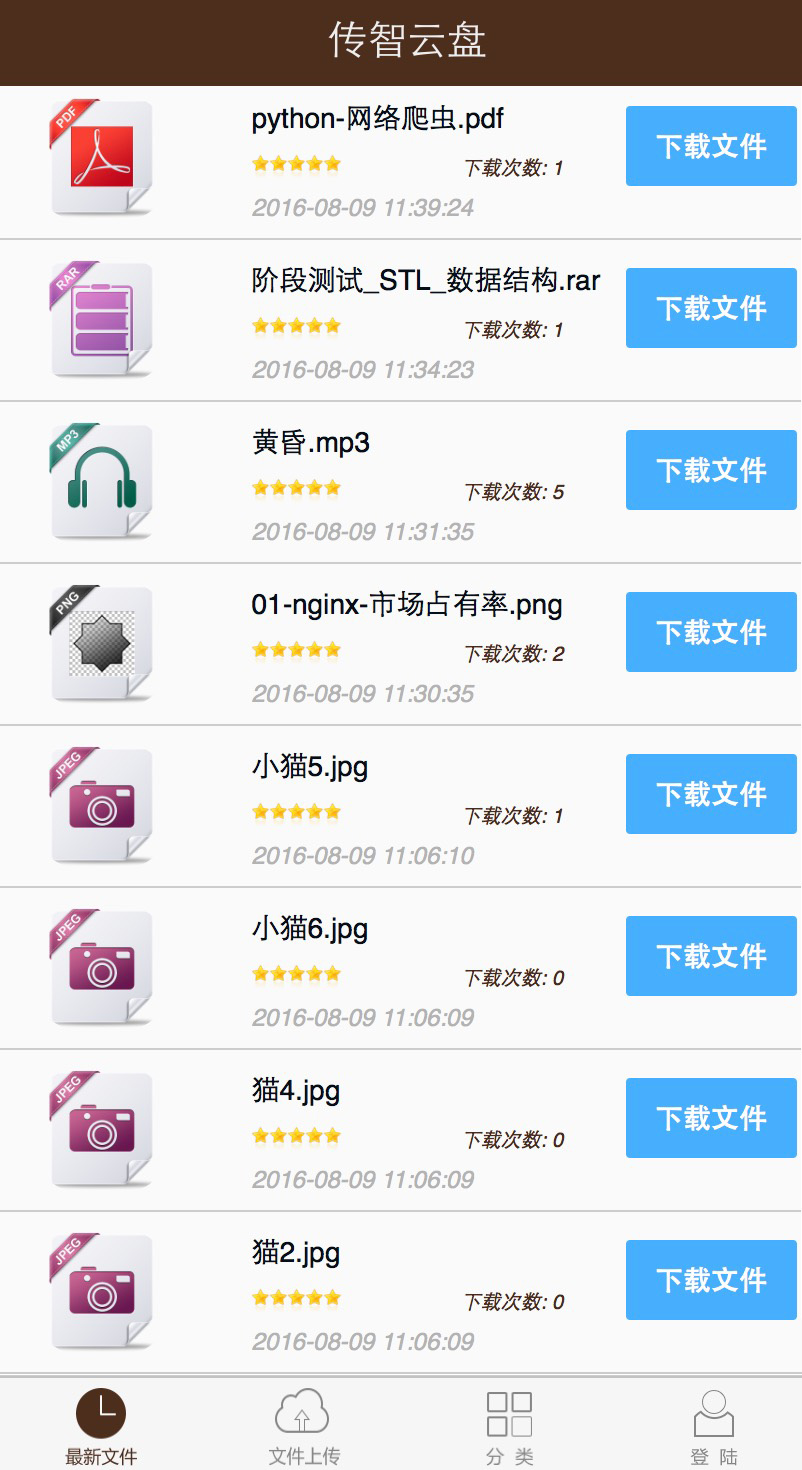 传智云盘
PDF
python-网络爬虫.pdf
下载次数: 1
下载文件
2016-08-09 11:39:24
RAR
阶段测试_STL_数据结构.rar
下载次数: 1
下载文件
2016-08-09 11:34:23
MP3
黄昏.mp3
下载次数: 5
下载文件
2016-08-09 11:31:35
PNG
01-nginx-市场占有率.png
下载次数: 2
下载文件
2016-08-09 11:30:35
JPEG
小猫5.jpg
下载次数: 1
下载文件
2016-08-09 11:06:10
JPEG
小猫6.jpg
下载次数: 0
下载文件
2016-08-09 11:06:09
JPEG
猫4.jpg
下载次数: 0
下载文件
2016-08-09 11:06:09
JPEG
猫2.jpg
下载次数: 0
下载文件
2016-08-09 11:06:09
最新文件
文件上传
分 类
登 陆